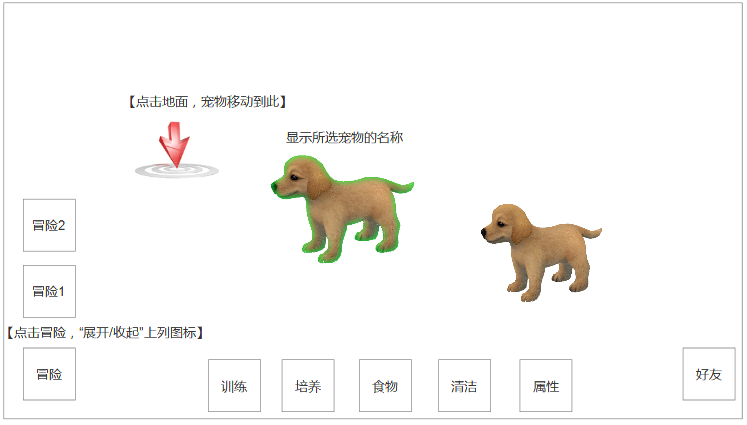 【点击地面，宠物移动到此】
显示所选宠物的名称
冒险2
冒险1
【点击冒险，“展开/收起”上列图标】
冒险
训练
培养
食物
清洁
属性
好友